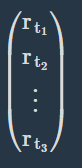 r_{t_1}
r_{t_2}
⋮
r_{t_3}